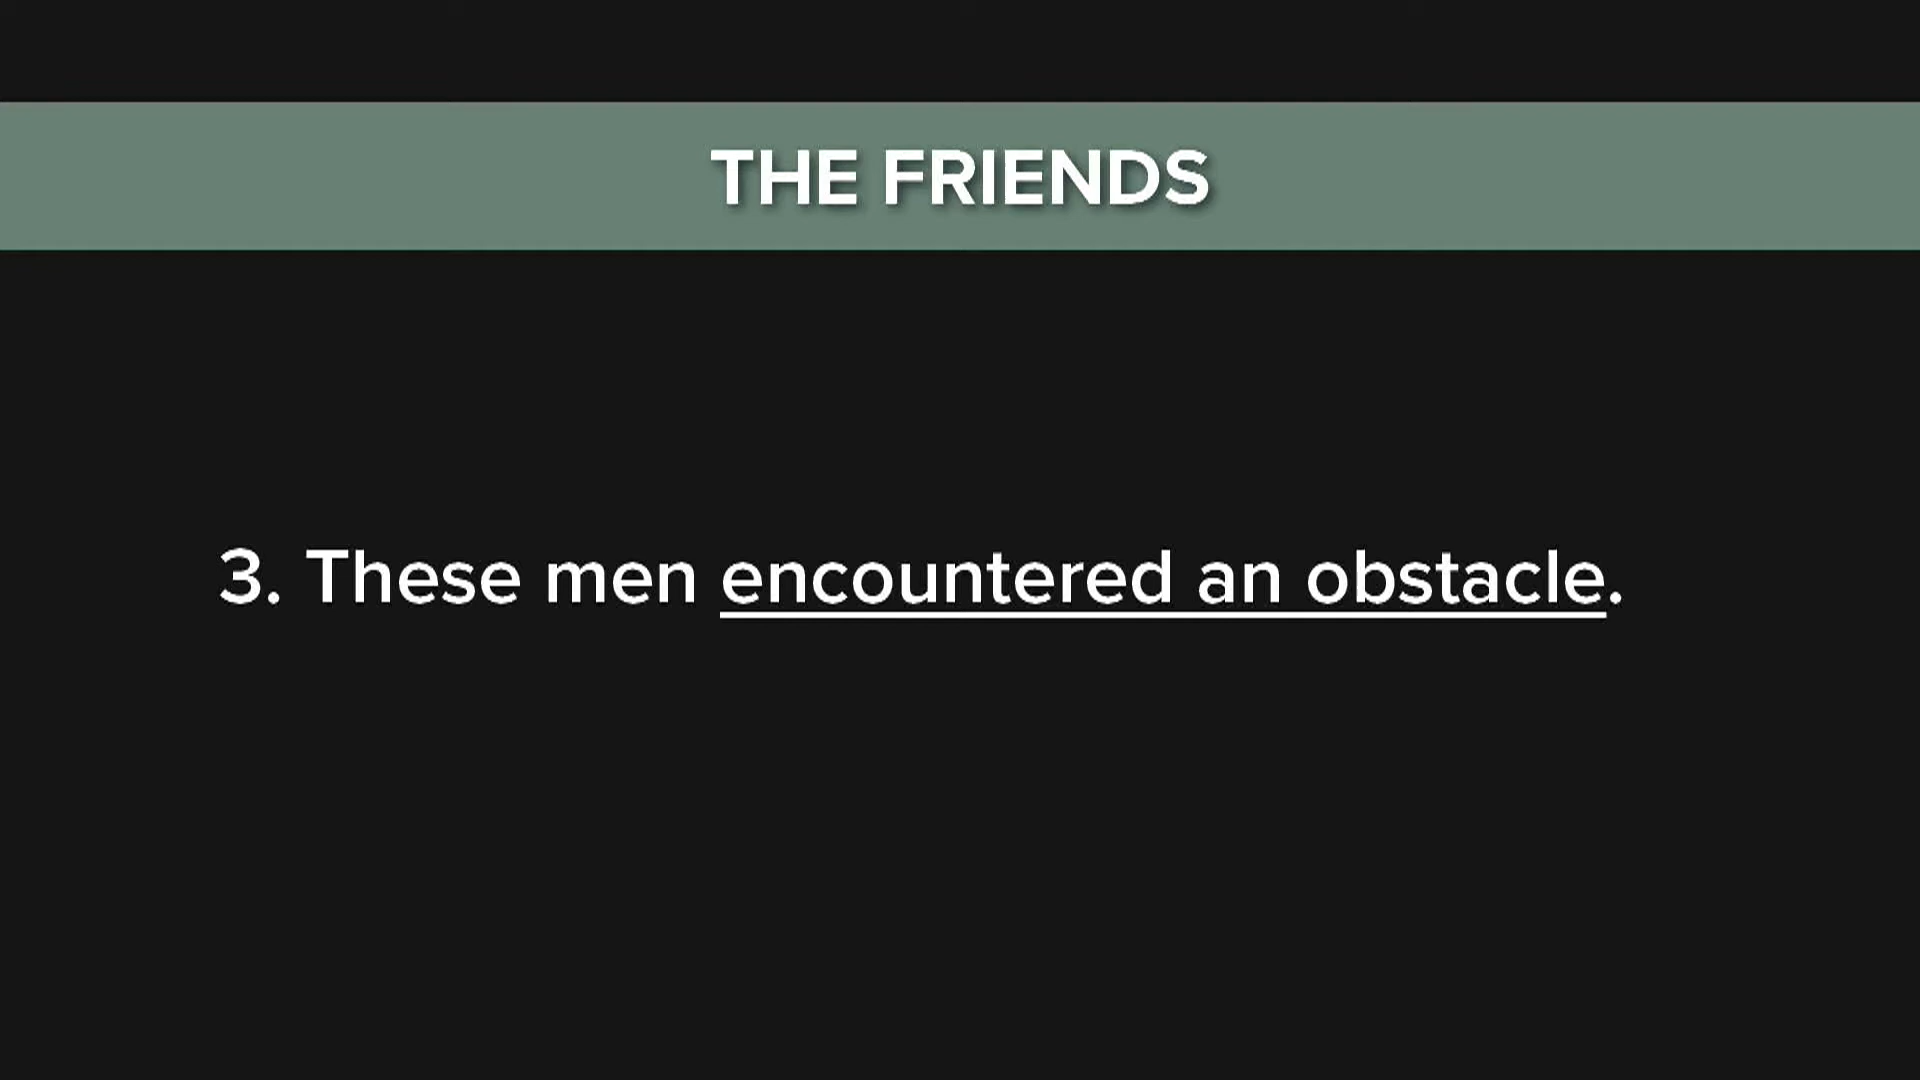 THE FRIENDS
3. These men encountered an obstacle.